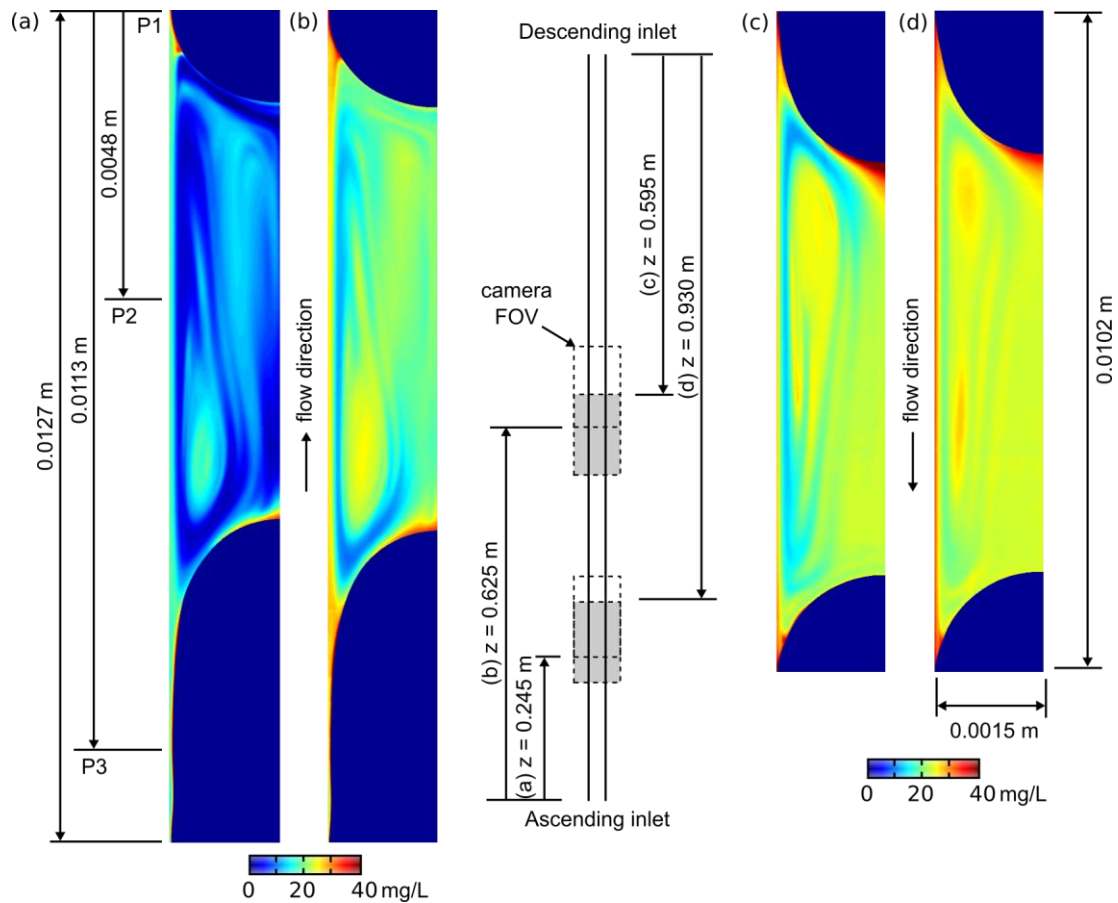 (a)
P1
(b)
0.0048 m
P2
0.0113 m
0.0127 m
P3
flow direction
0 20 40 mg/L
Descending inlet
camera
FOV
(c) z = 0.595 m
(d) z = 0.930 m
(b) z = 0.625 m
(a) z = 0.245 m
Ascending inlet
(c)
(d)
flow direction
0.0102 m
0.0015 m
0 20 40 mg/L